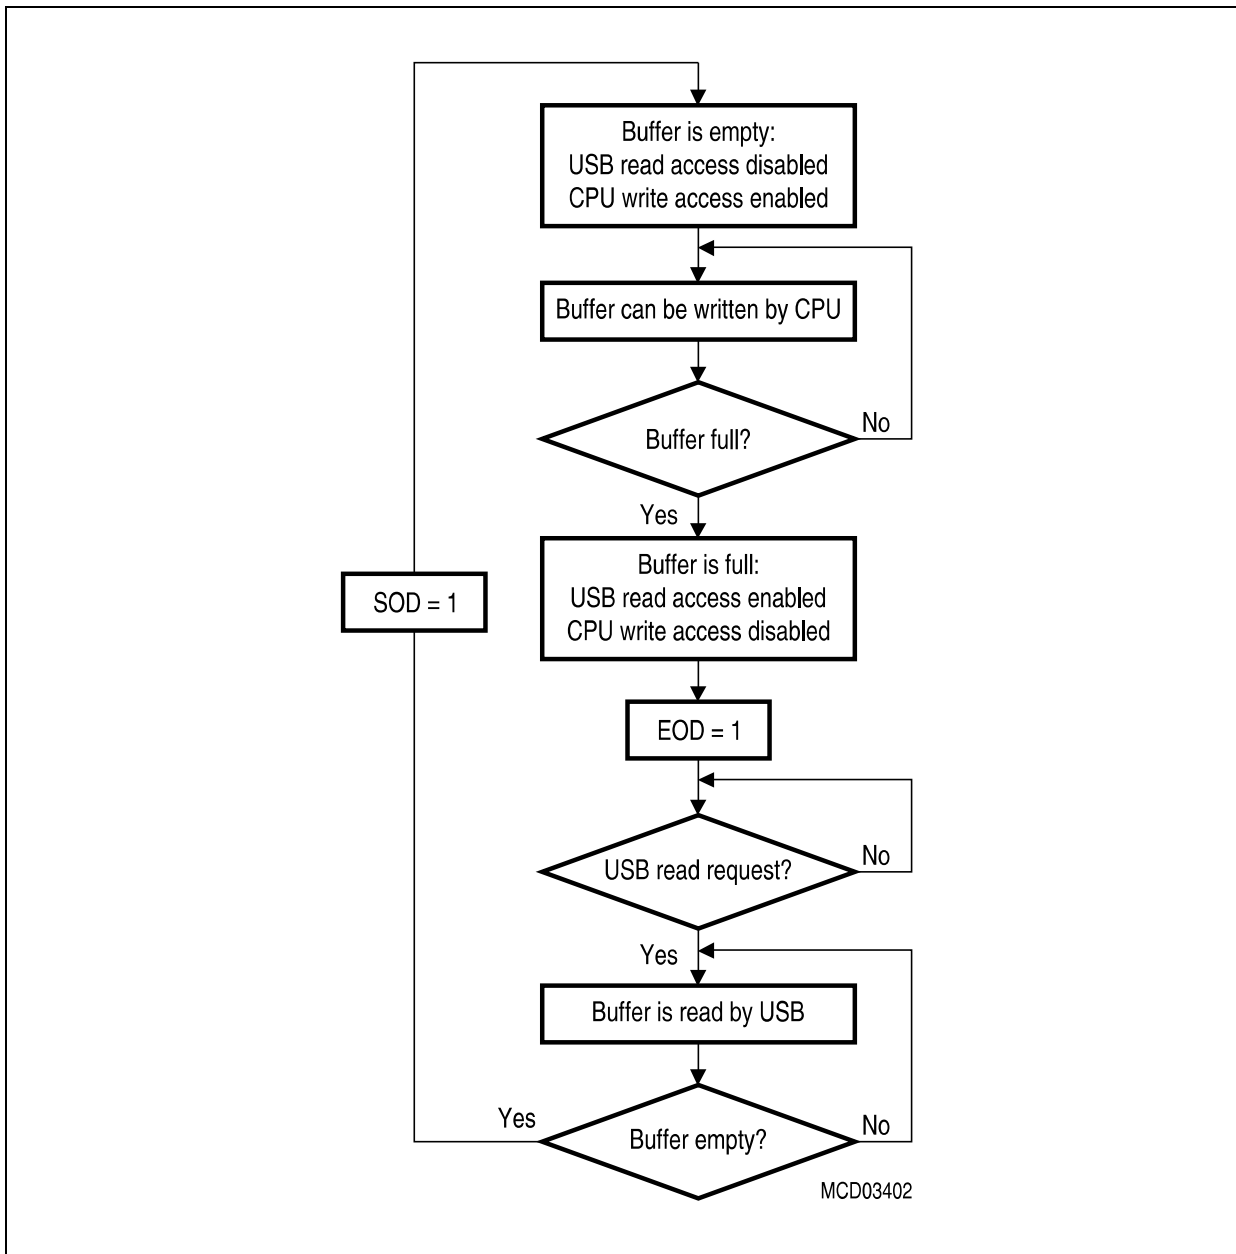 Buffer is empty:
USB read access disabled
CPU write access enabled
Buffer can be written by CPU
Buffer full?
No
Yes
Buffer is full:
USB read access enabled
CPU write access disabled
SOD = 1
EOD = 1
USB read request?
No
Yes
Buffer is read by USB
Yes
Buffer empty?
No
MCD03402